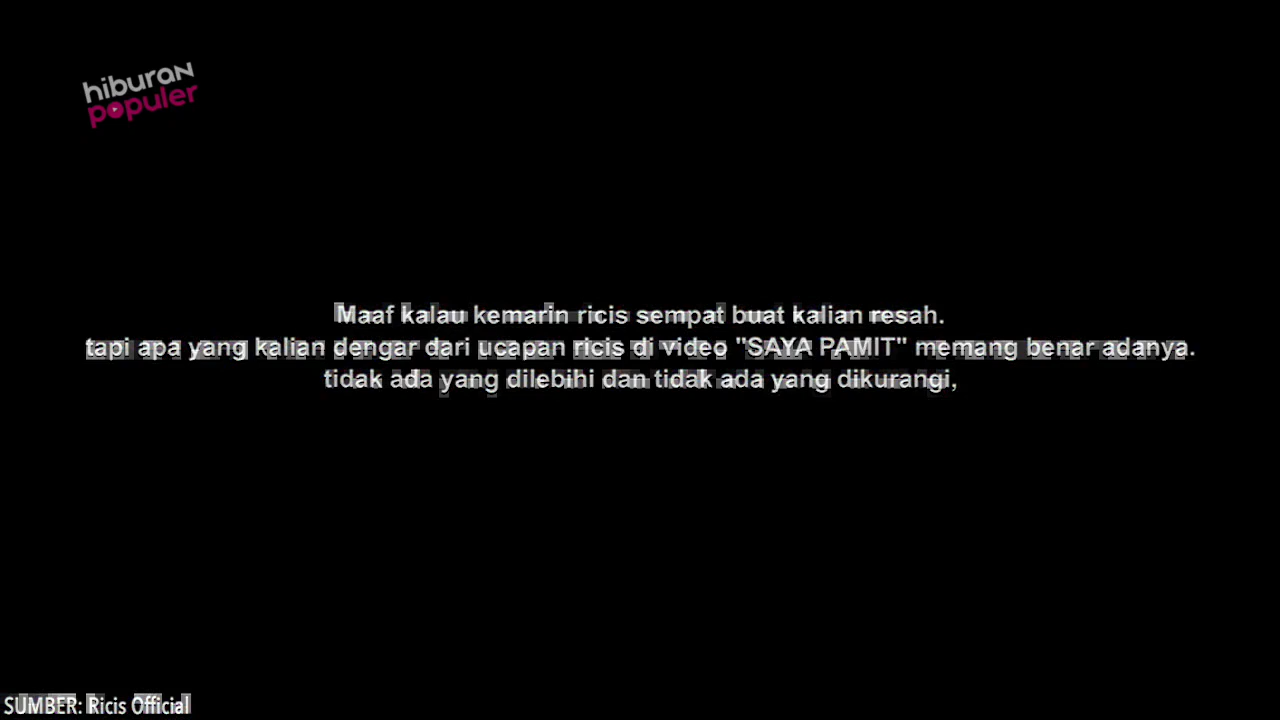 hiburan
populer
Maaf kalau kemarin ricis sempat buat kalian resah.
tapi apa yang kalian dengar dari ucapan ricis di video "SAYA PAMIT" memang benar adanya.
tidak ada yang dilebihi dan tidak ada yang dikurangi,
SUMBER: Ricis Official